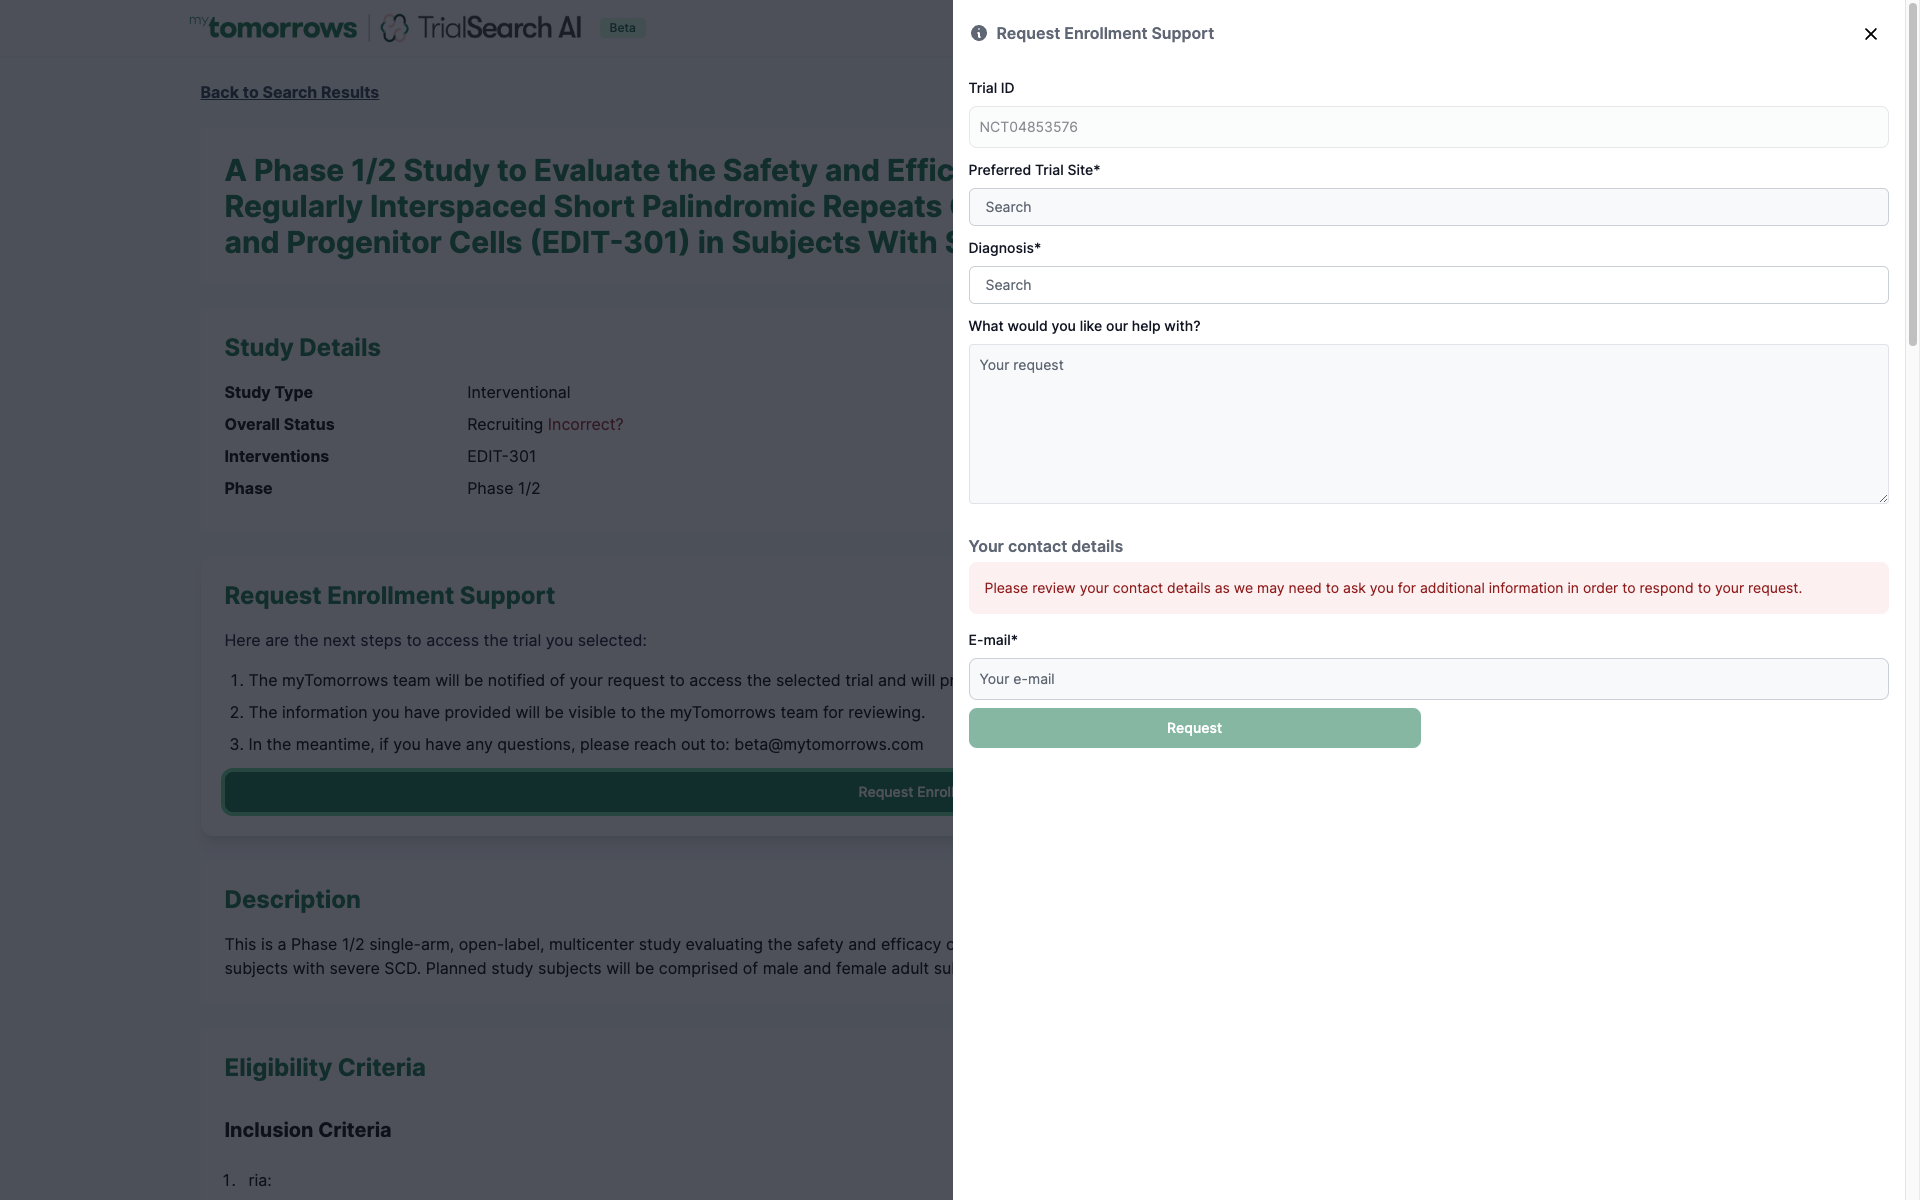 mytomorrows | TrialSearch AI Beta
Back to Search Results
A Phase 1/2 Study to Evaluate the Safety and Effic
Regularly Interspaced Short Palindromic Repeats
and Progenitor Cells (EDIT-301) in Subjects With S
Study Details
Study Type Interventional
Overall Status Recruiting Incorrect?
Interventions EDIT-301
Phase Phase 1/2
Request Enrollment Support
Here are the next steps to access the trial you selected:
1. The myTomorrows team will be notified of your request to access the selected trial and will pr
2. The information you have provided will be visible to the myTomorrows team for reviewing.
3. In the meantime, if you have any questions, please reach out to: beta@mytomorrows.com
Request Enroll
Description
This is a Phase 1/2 single-arm, open-label, multicenter study evaluating the safety and efficacy o
subjects with severe SCD. Planned study subjects will be comprised of male and female adult su
Eligibility Criteria
Inclusion Criteria
1. ria:
Request Enrollment Support
Trial ID
NCT04853576
Preferred Trial Site*
Search
Diagnosis*
Search
What would you like our help with?
Your request
Your contact details
Please review your contact details as we may need to ask you for additional information in order to respond to your request.
E-mail*
Your e-mail
Request